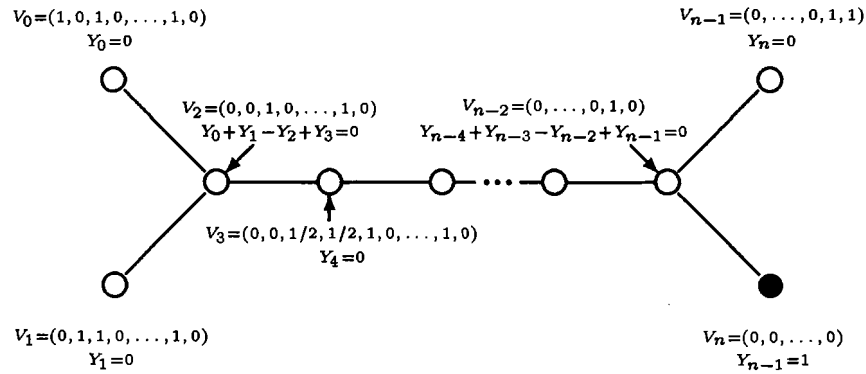 V₀=(1,0,1,0,...,1,0)
Y₀=0
V₁=(0,1,1,0,...,1,0)
Y₁=0
V₂=(0,0,1,0,...,1,0)
Y₀+Y₁−Y₂+Y₃=0
V₃=(0,0,1/2,1/2,1,0,...,1,0)
Y₄=0
···
Vₙ₋₂=(0,...,0,1,0)
Yₙ₋₄+Yₙ₋₃−Yₙ₋₂+Yₙ₋₁=0
Vₙ₋₁=(0,...,0,1,1)
Yₙ=0
Vₙ=(0,0,...,0)
Yₙ₋₁=1